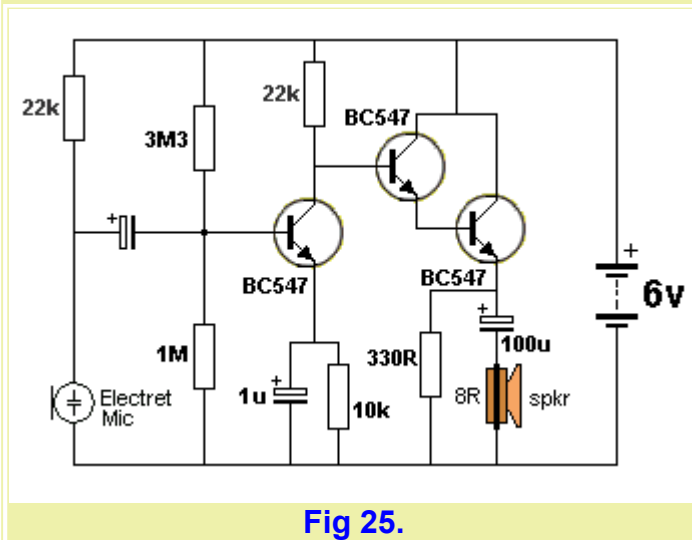 22k
22k
BC547
3M3
+
BC547
BC547
+
6v
+
100u
1M
330R
Electret
Mic
+
1u
10k
8R
spkr
Fig 25.